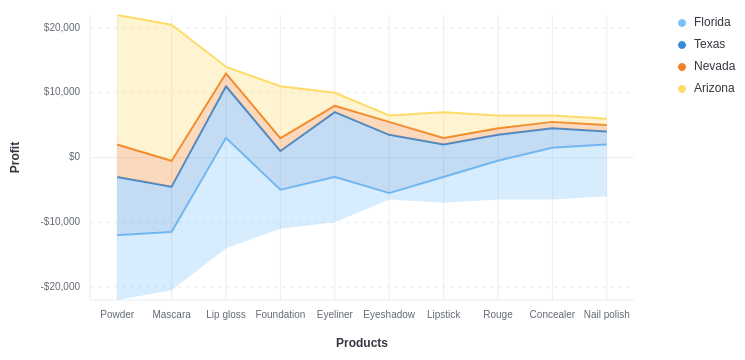 $20,000
$10,000
$0
-$10,000
-$20,000
Profit
Powder Mascara Lip gloss Foundation Eyeliner Eyeshadow Lipstick Rouge Concealer Nail polish
Products
Florida
Texas
Nevada
Arizona